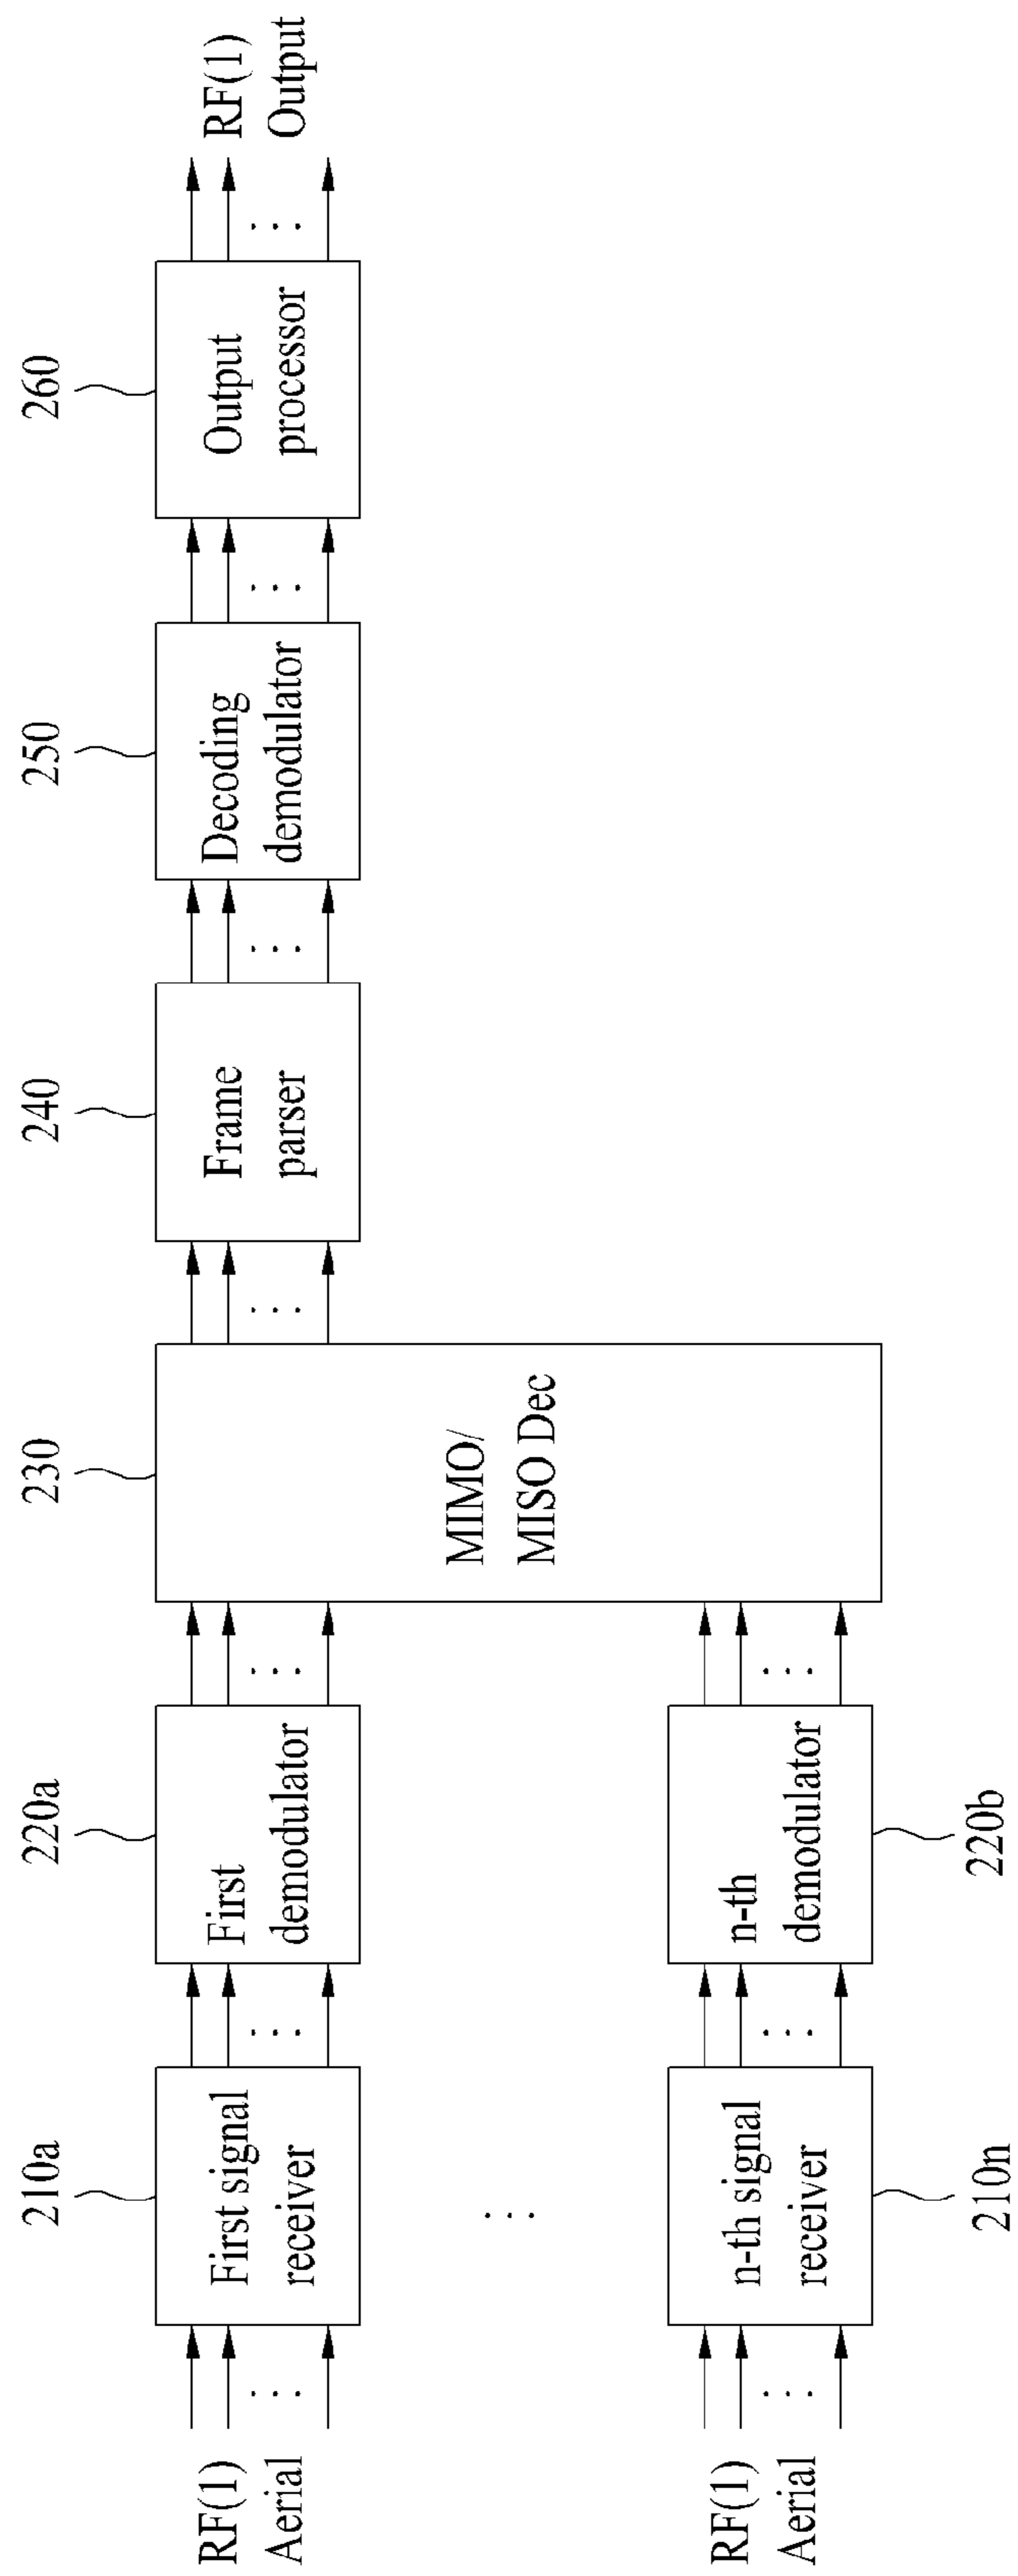 210a
220a
230
240
250
260
RF(1)
Aerial
First signal
receiver
First
demodulator
MIMO/
MISO Dec
Frame
parser
Decoding
demodulator
Output
processor
RF(1)
Output
RF(1)
Aerial
n-th signal
receiver
n-th
demodulator
210n
220b